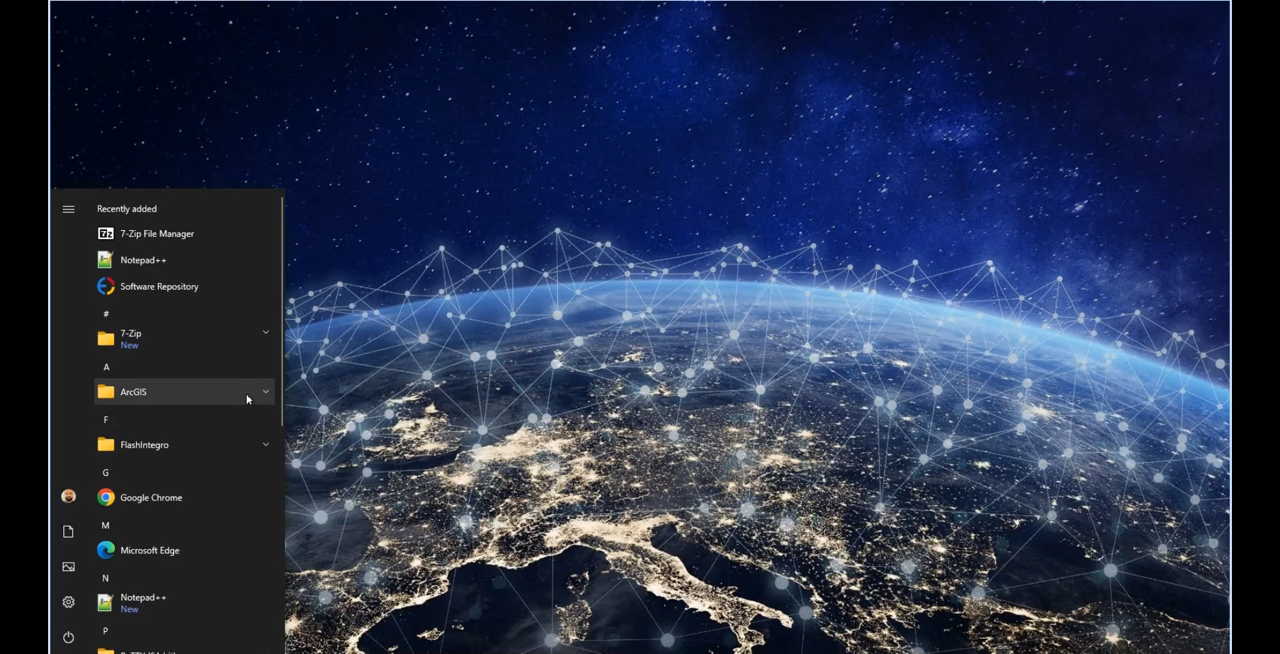 Recently added
7-Zip File Manager
Notepad++
Software Repository
#
7-Zip
New
A
ArcGIS
F
FlashIntegro
G
Google Chrome
M
Microsoft Edge
N
Notepad++
New
P